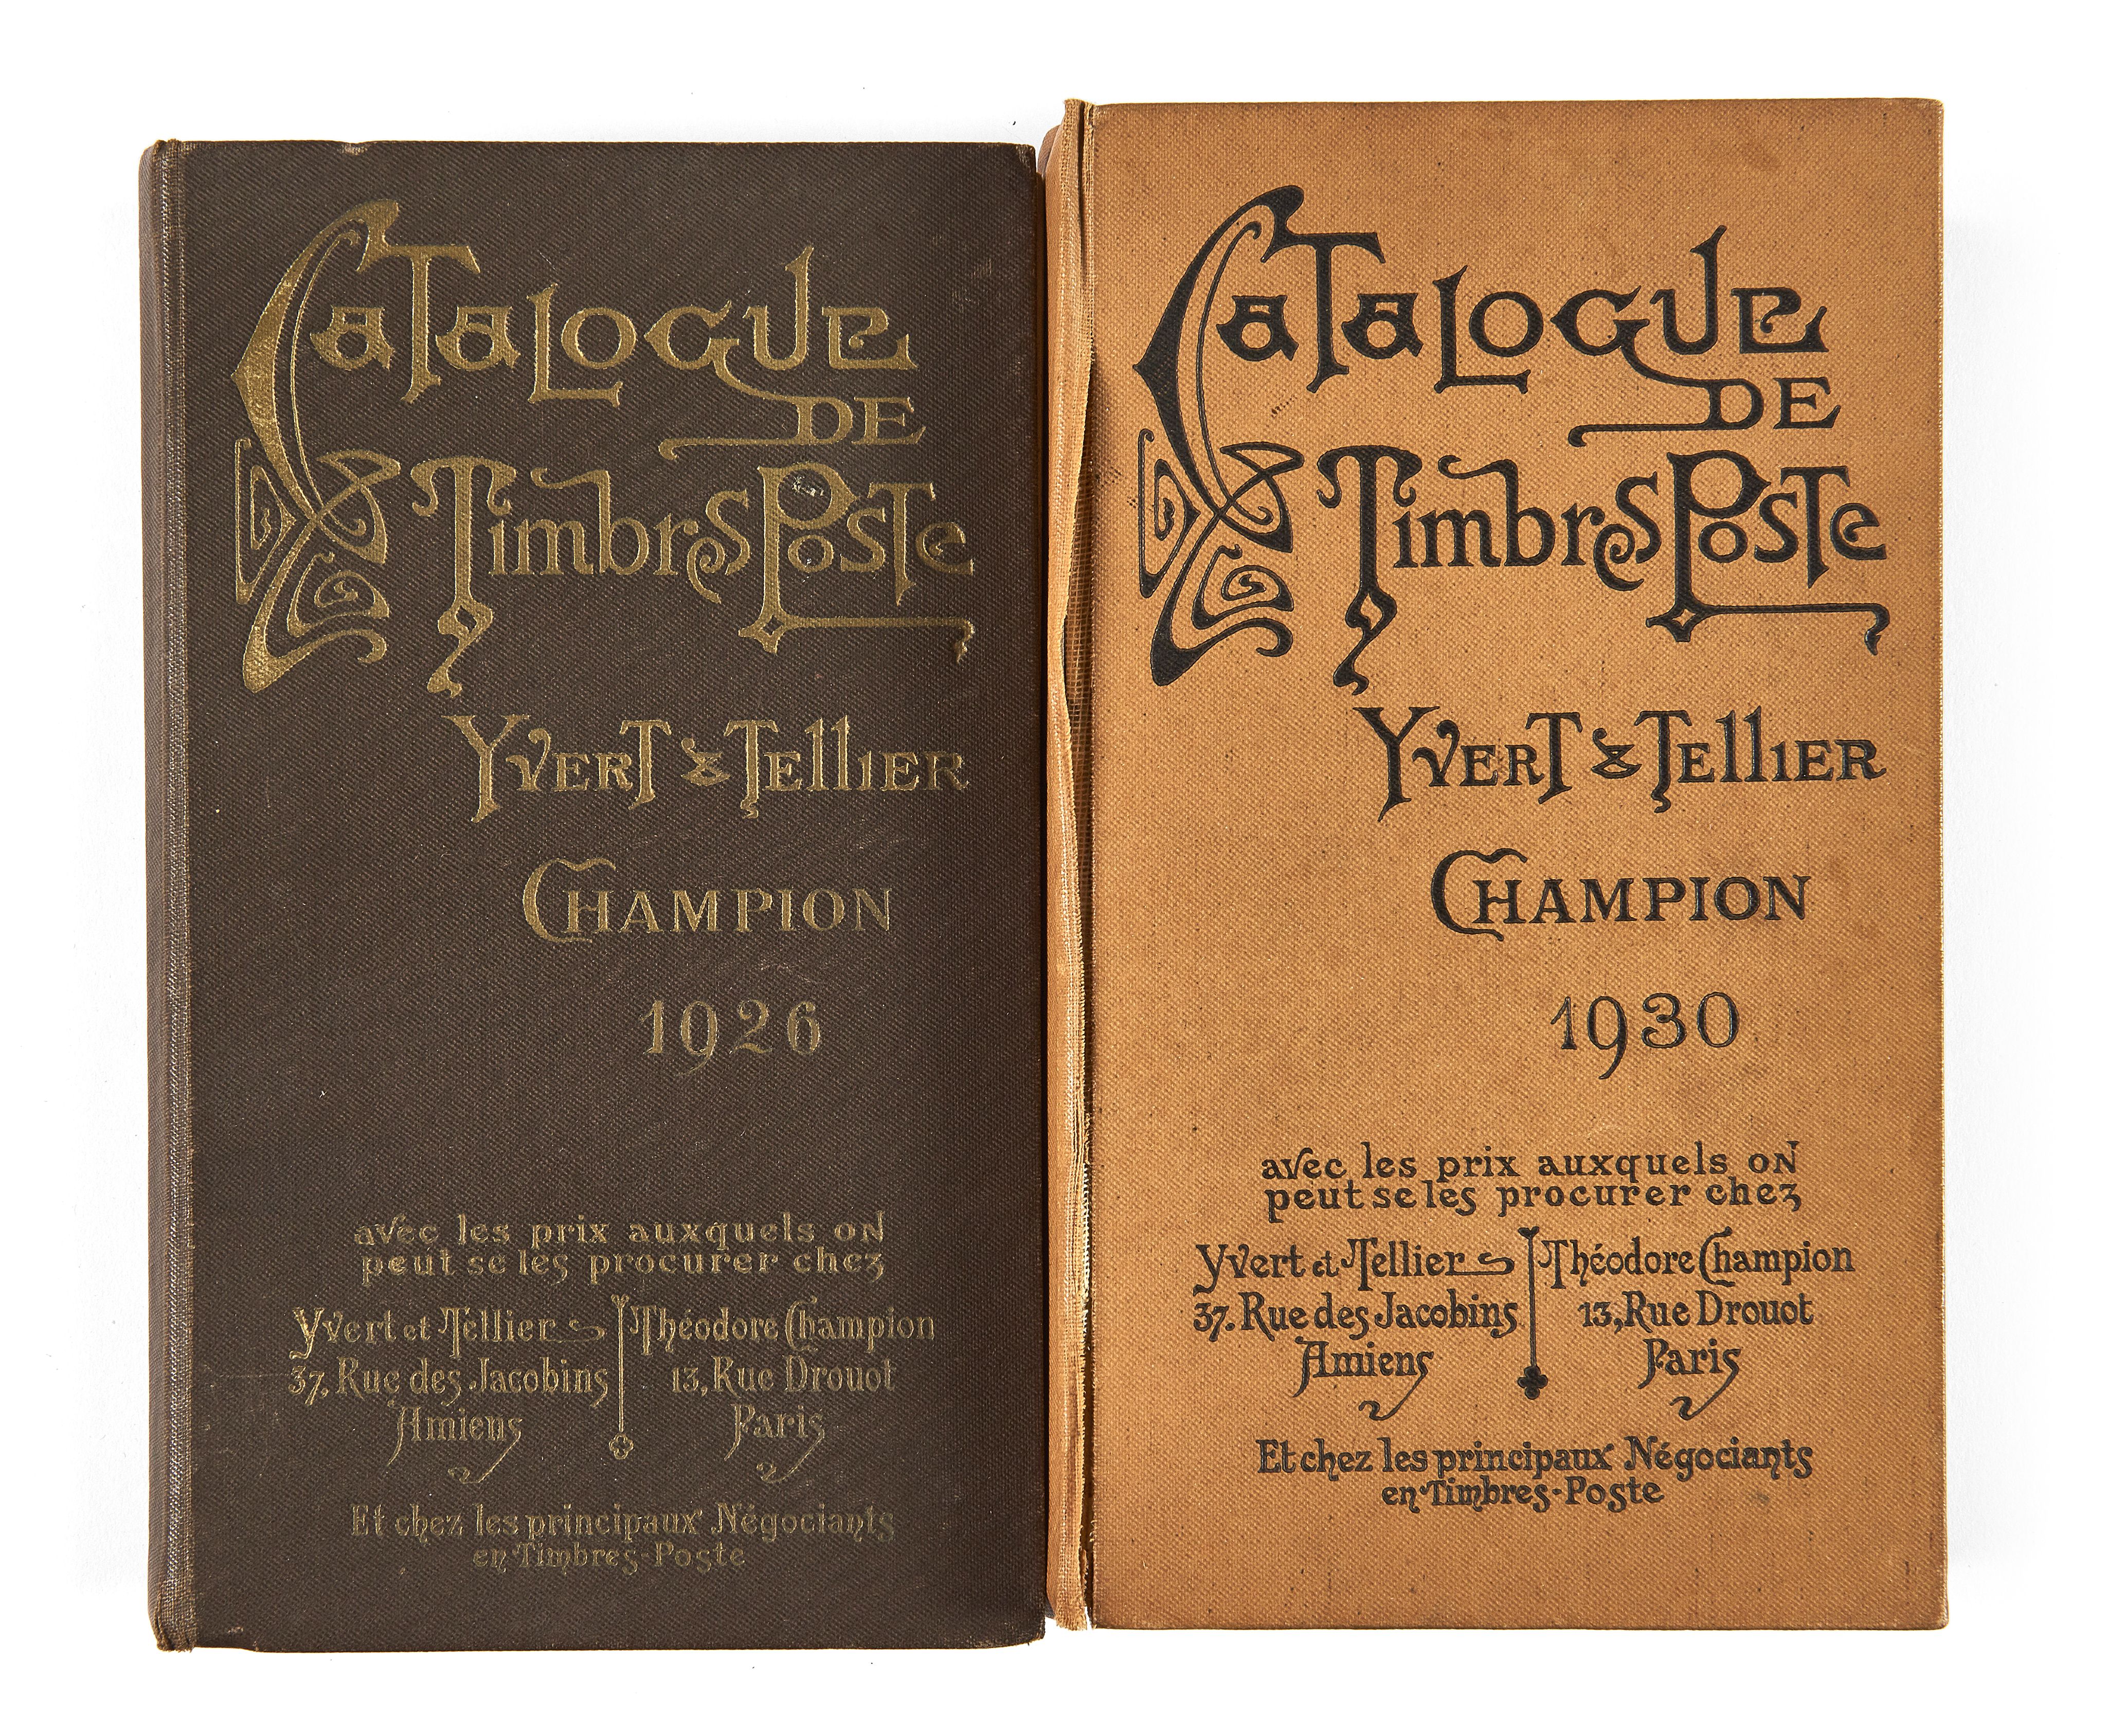 CaTaLOGUE
DE
TimbresPosTe
YvERT & TEllIER
CHAMPION
1926
avec les prix auxquels oN
peut se les procurer chez
Yvert et Tellier
37, Rue des Jacobins
Amiens
Théodore Champion
13, Rue Drouot
Paris
Et chez les principaux Négociants
en Timbres-Poste
CaTaLOGUE
DE
TimbresPosTe
YvERT & TEllIER
CHAMPION
1930
avec les prix auxquels oN
peut se les procurer chez
Yvert et Tellier
37. Rue des Jacobins
Amiens
Théodore Champion
13, Rue Drouot
Paris
Et chez les principaux Négociants
en Timbres-Poste